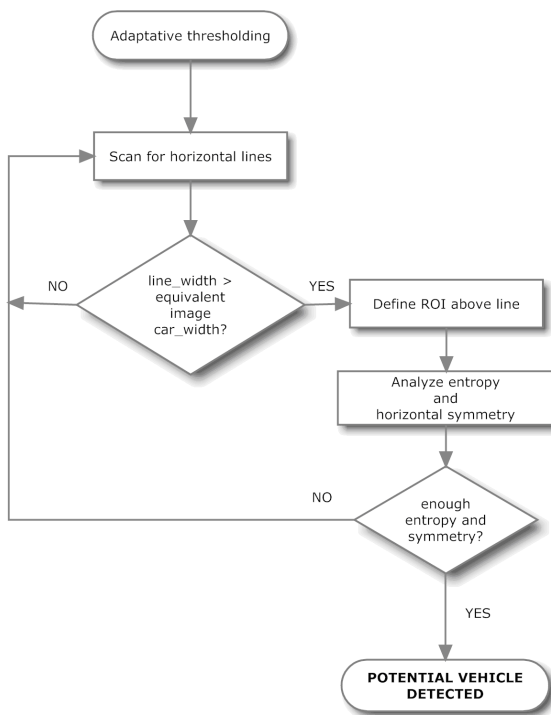 Adaptative thresholding
Scan for horizontal lines
line_width >
equivalent
image
car_width?
NO
YES
Define ROI above line
Analyze entropy
and
horizontal symmetry
enough
entropy and
symmetry?
NO
YES
POTENTIAL VEHICLE
DETECTED